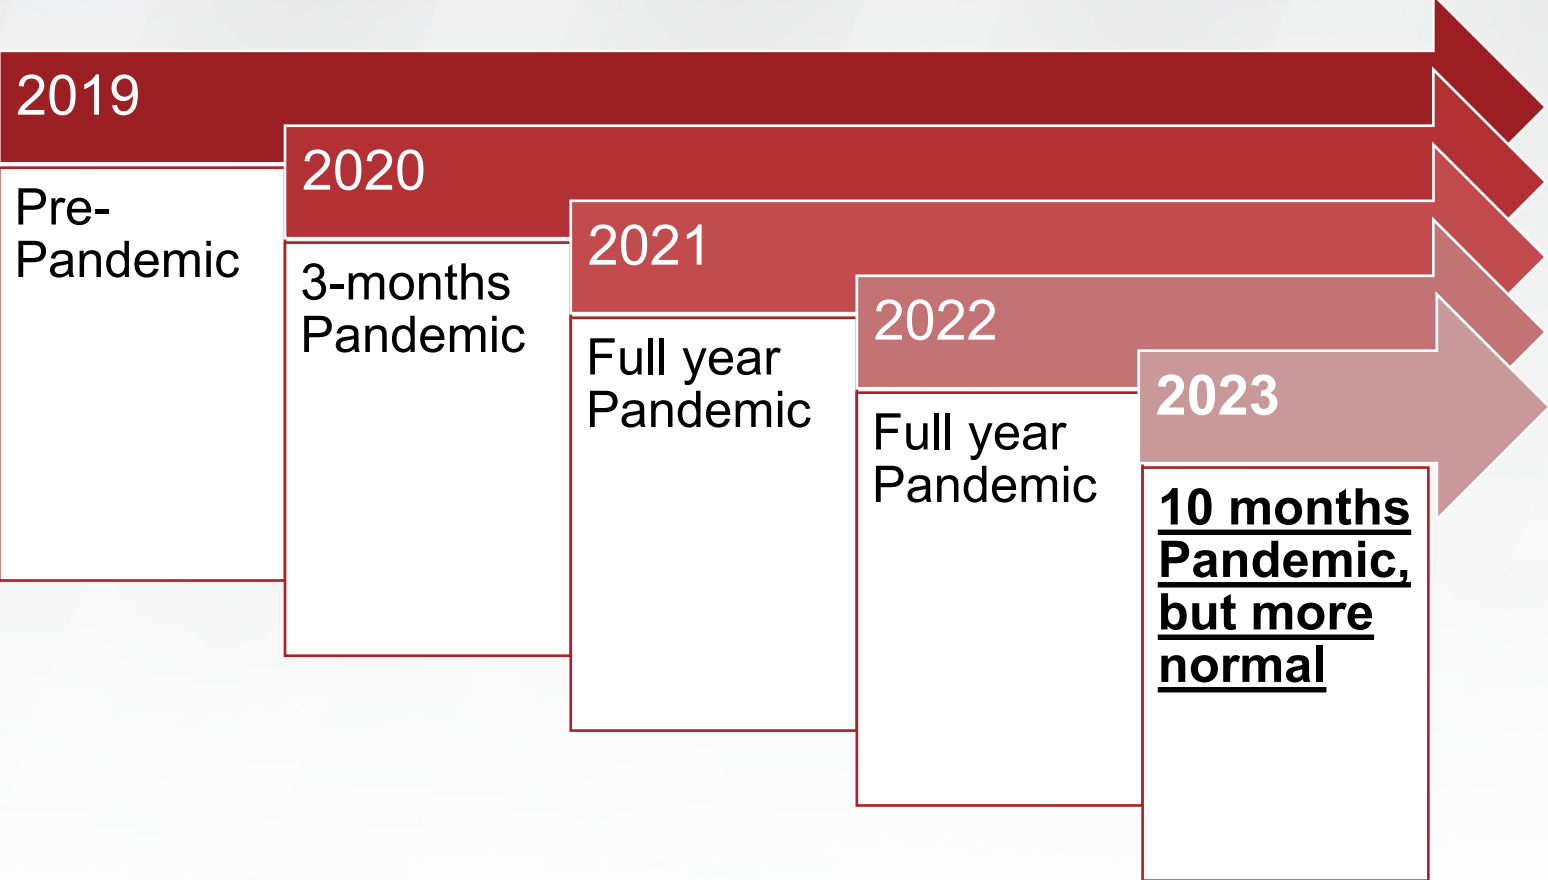 2019
Pre-
Pandemic
2020
3-months
Pandemic
2021
Full year
Pandemic
2022
Full year
Pandemic
2023
10 months
Pandemic,
but more
normal